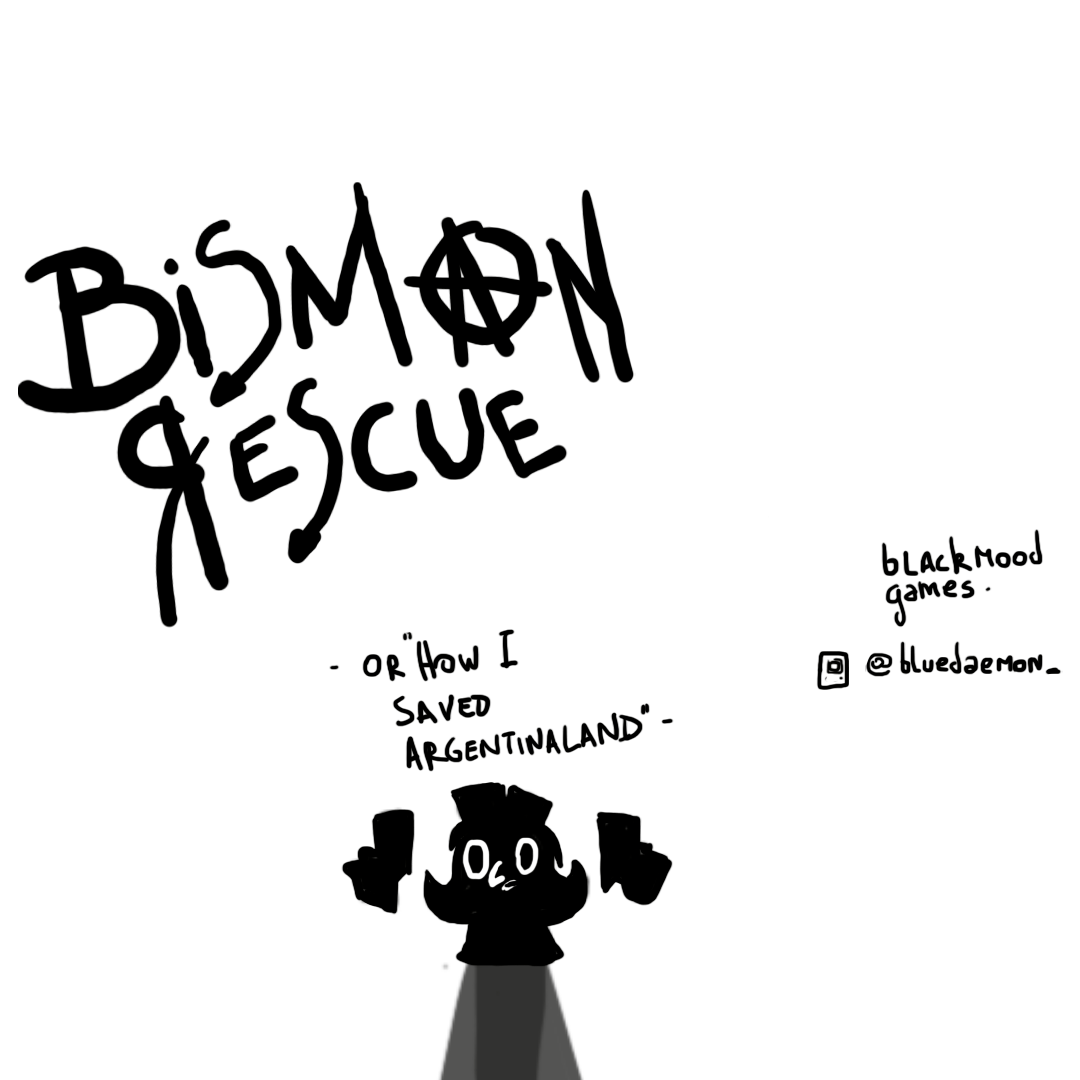 BiSMAN
RESCUE
- OR "HOW I
SAVED
ARGENTINALAND" -
bLACKMOOD
games.
@bluedaemon_